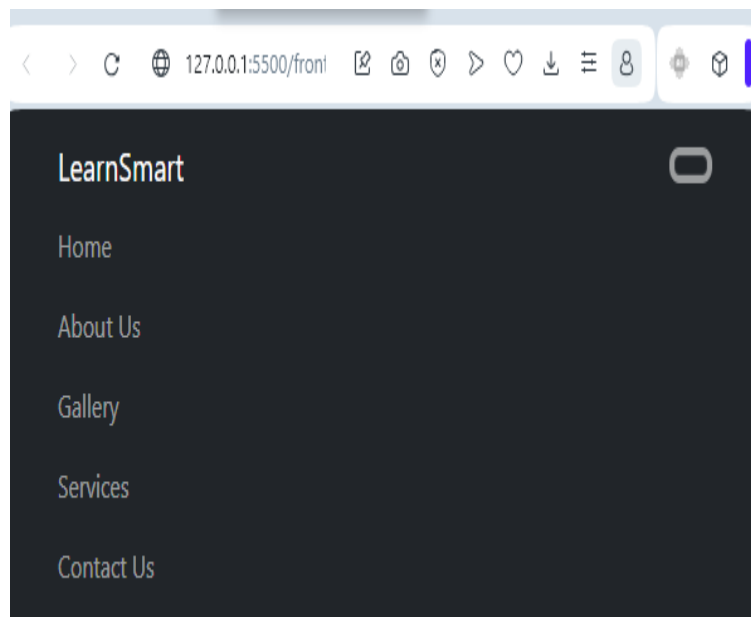 127.0.0.1:5500/front
LearnSmart
Home
About Us
Gallery
Services
Contact Us